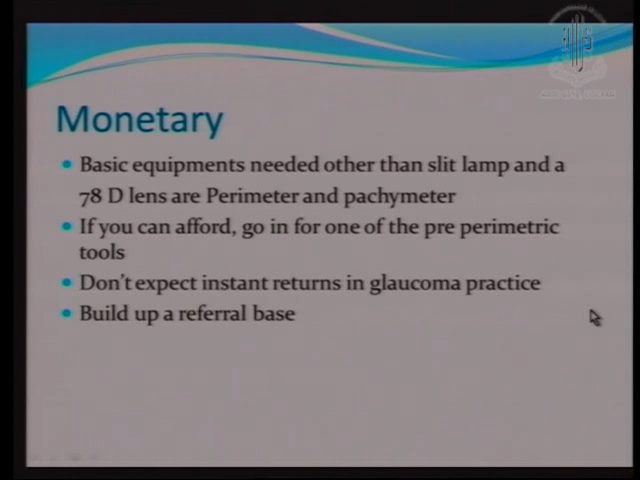 Monetary
Basic equipments needed other than slit lamp and a
78 D lens are Perimeter and pachymeter
If you can afford, go in for one of the pre perimetric
tools
Don't expect instant returns in glaucoma practice
Build up a referral base